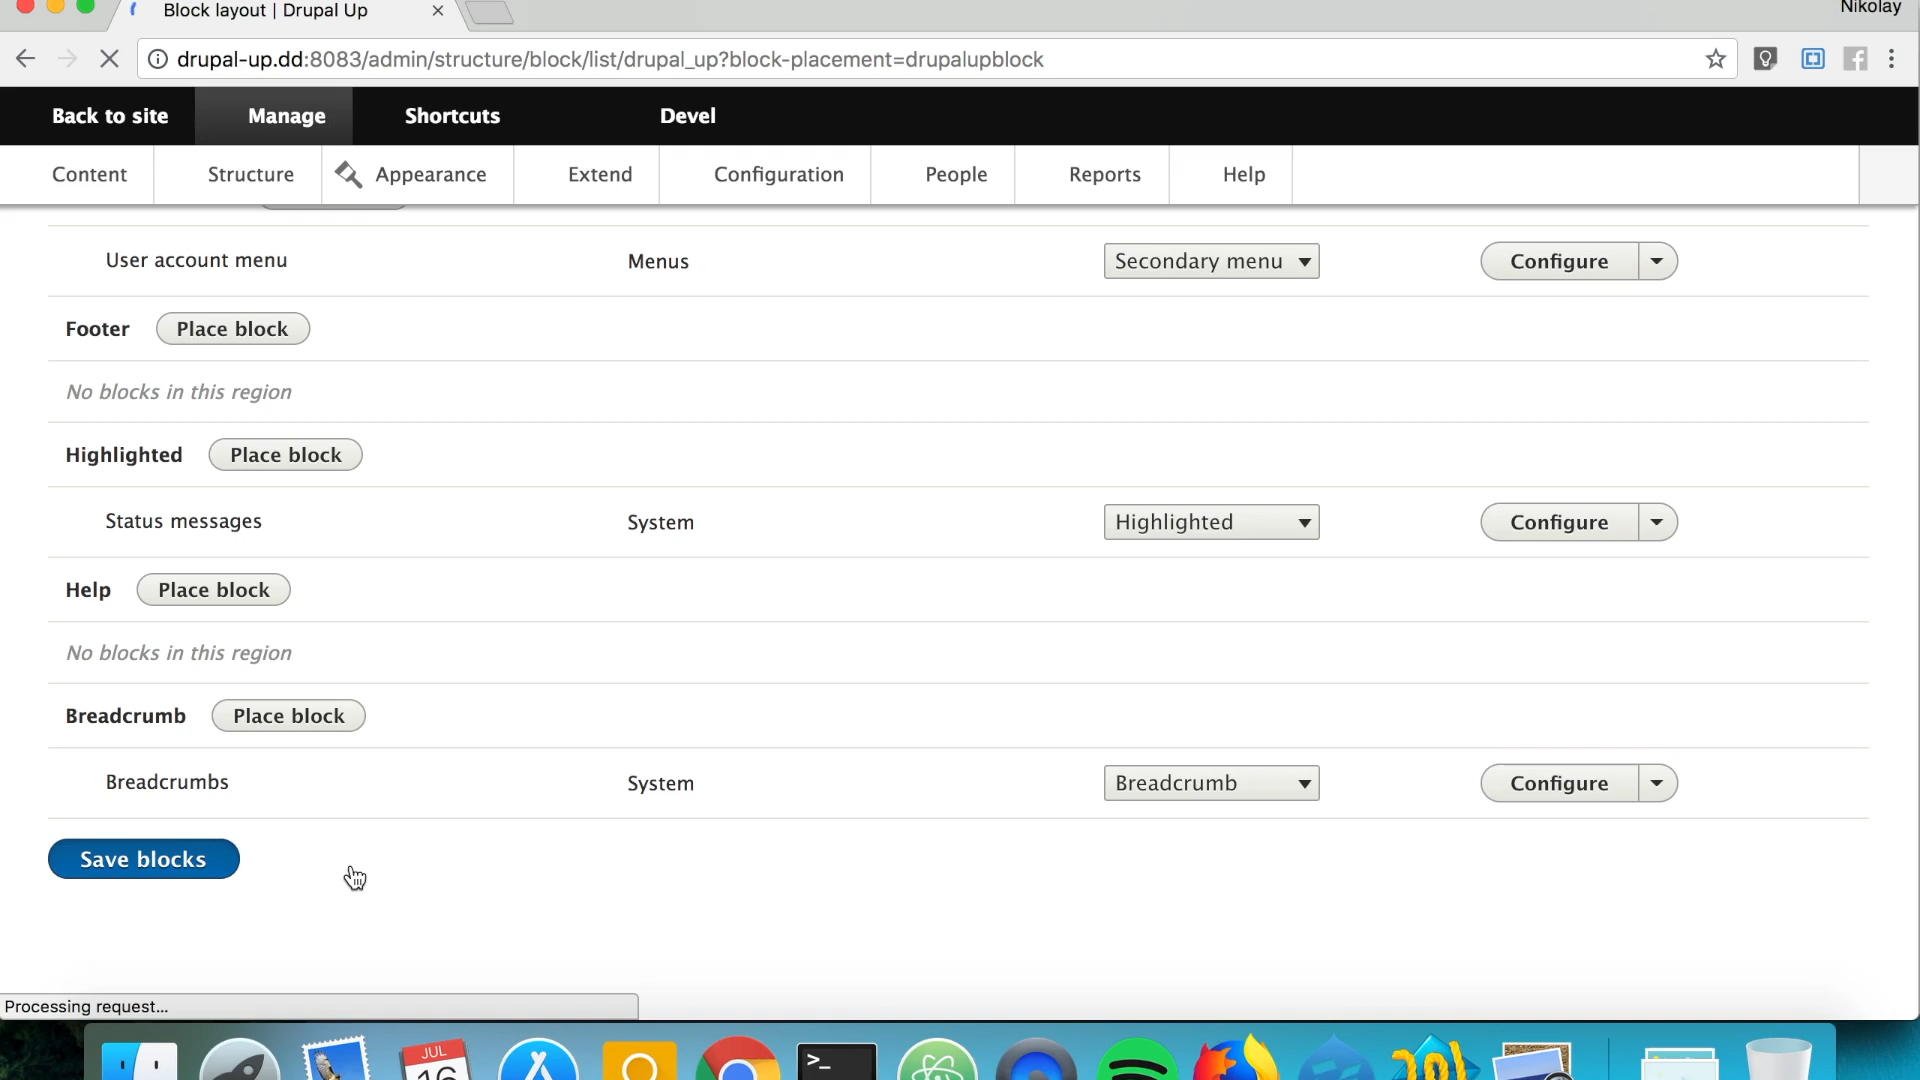 Block layout | Drupal Up
Nikolay
drupal-up.dd:8083/admin/structure/block/list/drupal_up?block-placement=drupalupblock
Back to site Manage Shortcuts Devel
Content Structure Appearance Extend Configuration People Reports Help
User account menu Menus Secondary menu Configure
Footer Place block
No blocks in this region
Highlighted Place block
Status messages System Highlighted Configure
Help Place block
No blocks in this region
Breadcrumb Place block
Breadcrumbs System Breadcrumb Configure
Save blocks
Processing request...
JUL
16
>_
101